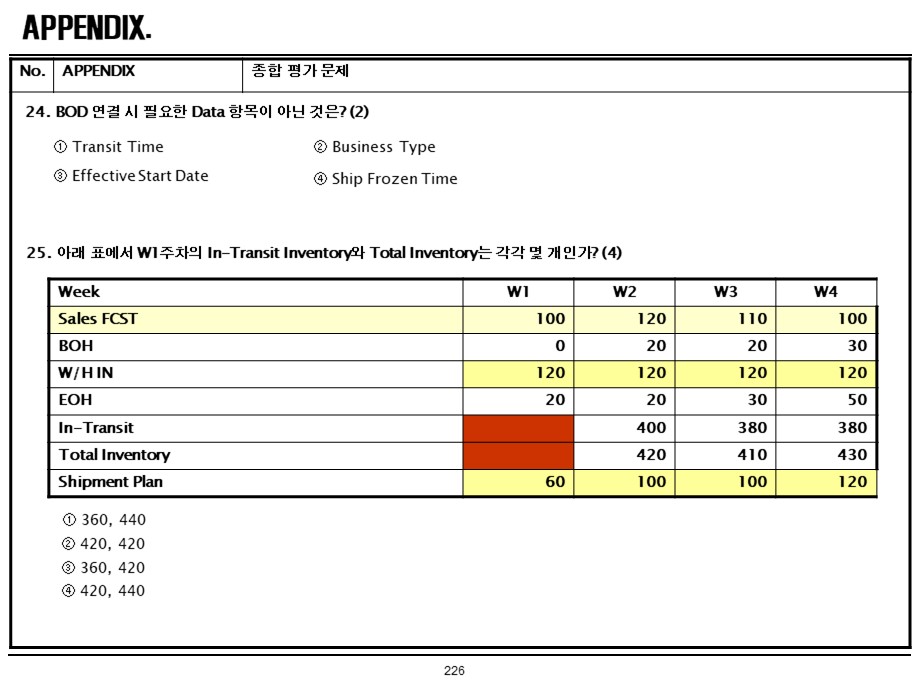 APPENDIX.
No. APPENDIX 종합 평가 문제
24. BOD 연결 시 필요한 Data 항목이 아닌 것은? (2)
① Transit Time ② Business Type
③ Effective Start Date ④ Ship Frozen Time
25. 아래 표에서 W1주차의 In-Transit Inventory와 Total Inventory는 각각 몇 개인가? (4)
Week W1 W2 W3 W4
Sales FCST 100 120 110 100
BOH 0 20 20 30
W/H IN 120 120 120 120
EOH 20 20 30 50
In-Transit 400 380 380
Total Inventory 420 410 430
Shipment Plan 60 100 100 120
① 360, 440
② 420, 420
③ 360, 420
④ 420, 440
226